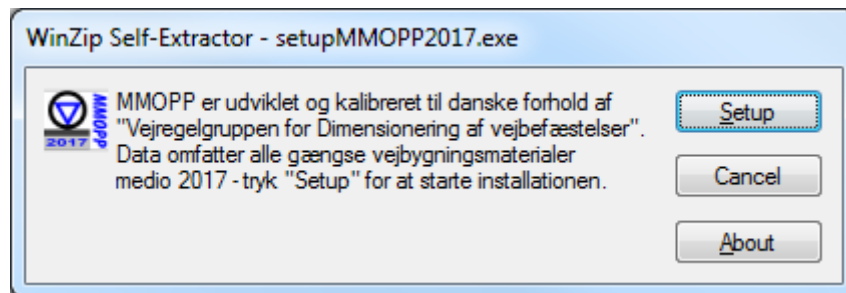 WinZip Self-Extractor - setupMMOPP2017.exe
MMOPP
2017
MMOPP er udviklet og kalibreret til danske forhold af
"Vejregelgruppen for Dimensionering af vejbefæstelser".
Data omfatter alle gængse vejbygningsmaterialer
medio 2017 - tryk "Setup" for at starte installationen.
Setup
Cancel
About